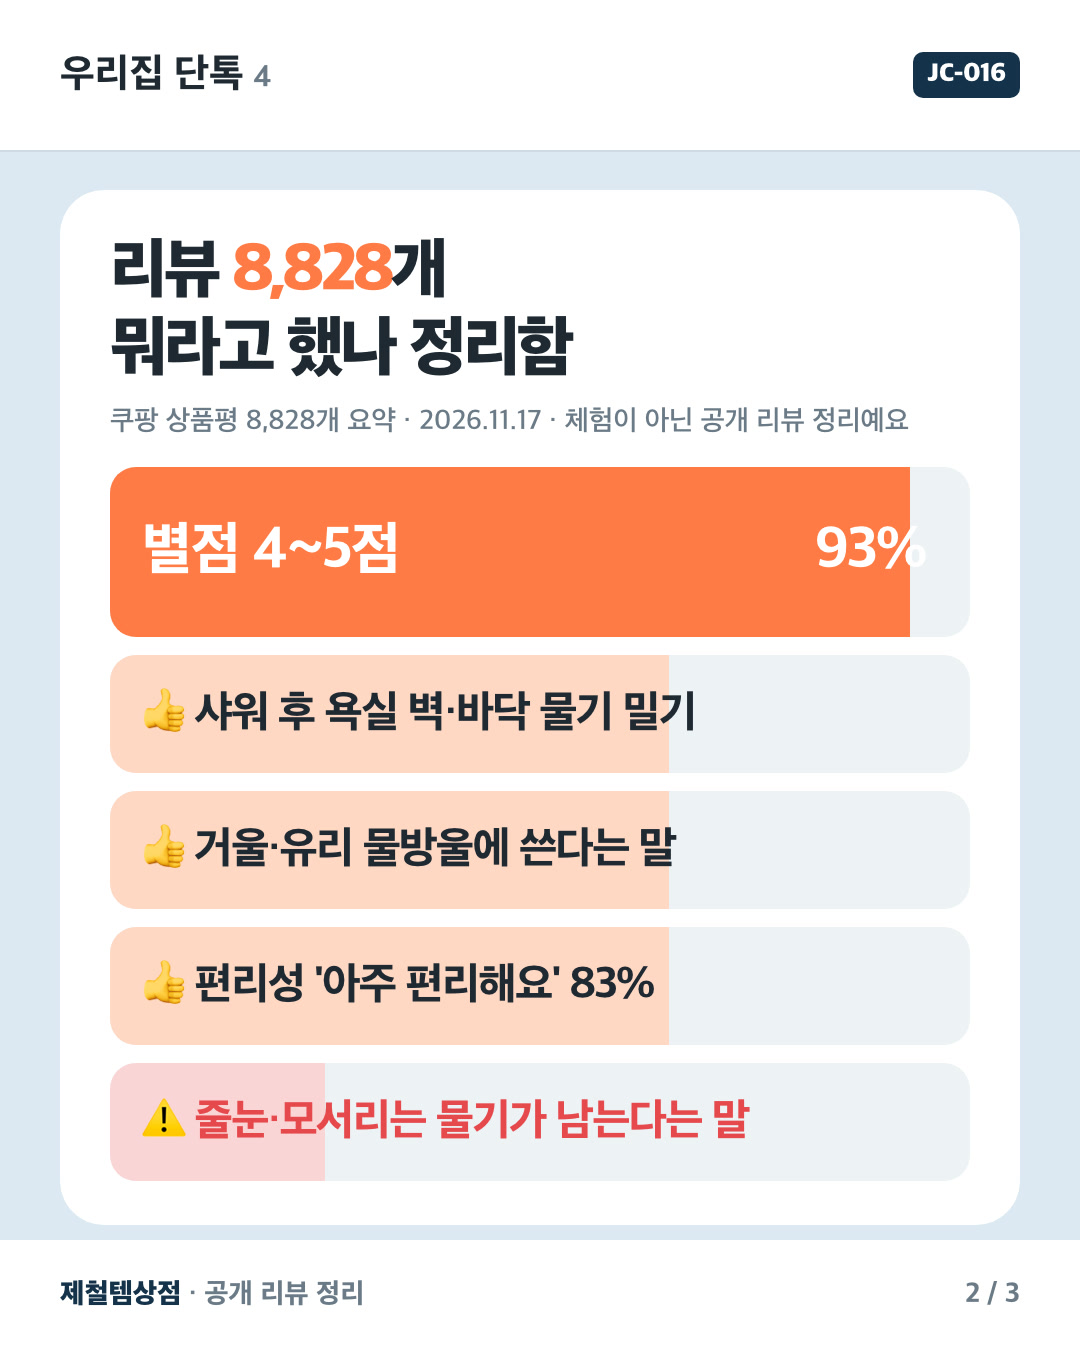 우리집 단톡 4
JC-016
리뷰 8,828개
뭐라고 했나 정리함
쿠팡 상품평 8,828개 요약 · 2026.11.17 · 체험이 아닌 공개 리뷰 정리예요
별점 4~5점 93%
👍 샤워 후 욕실 벽·바닥 물기 밀기
👍 거울·유리 물방울에 쓴다는 말
👍 편리성 '아주 편리해요' 83%
⚠️ 줄눈·모서리는 물기가 남는다는 말
제철템상점 · 공개 리뷰 정리
2 / 3